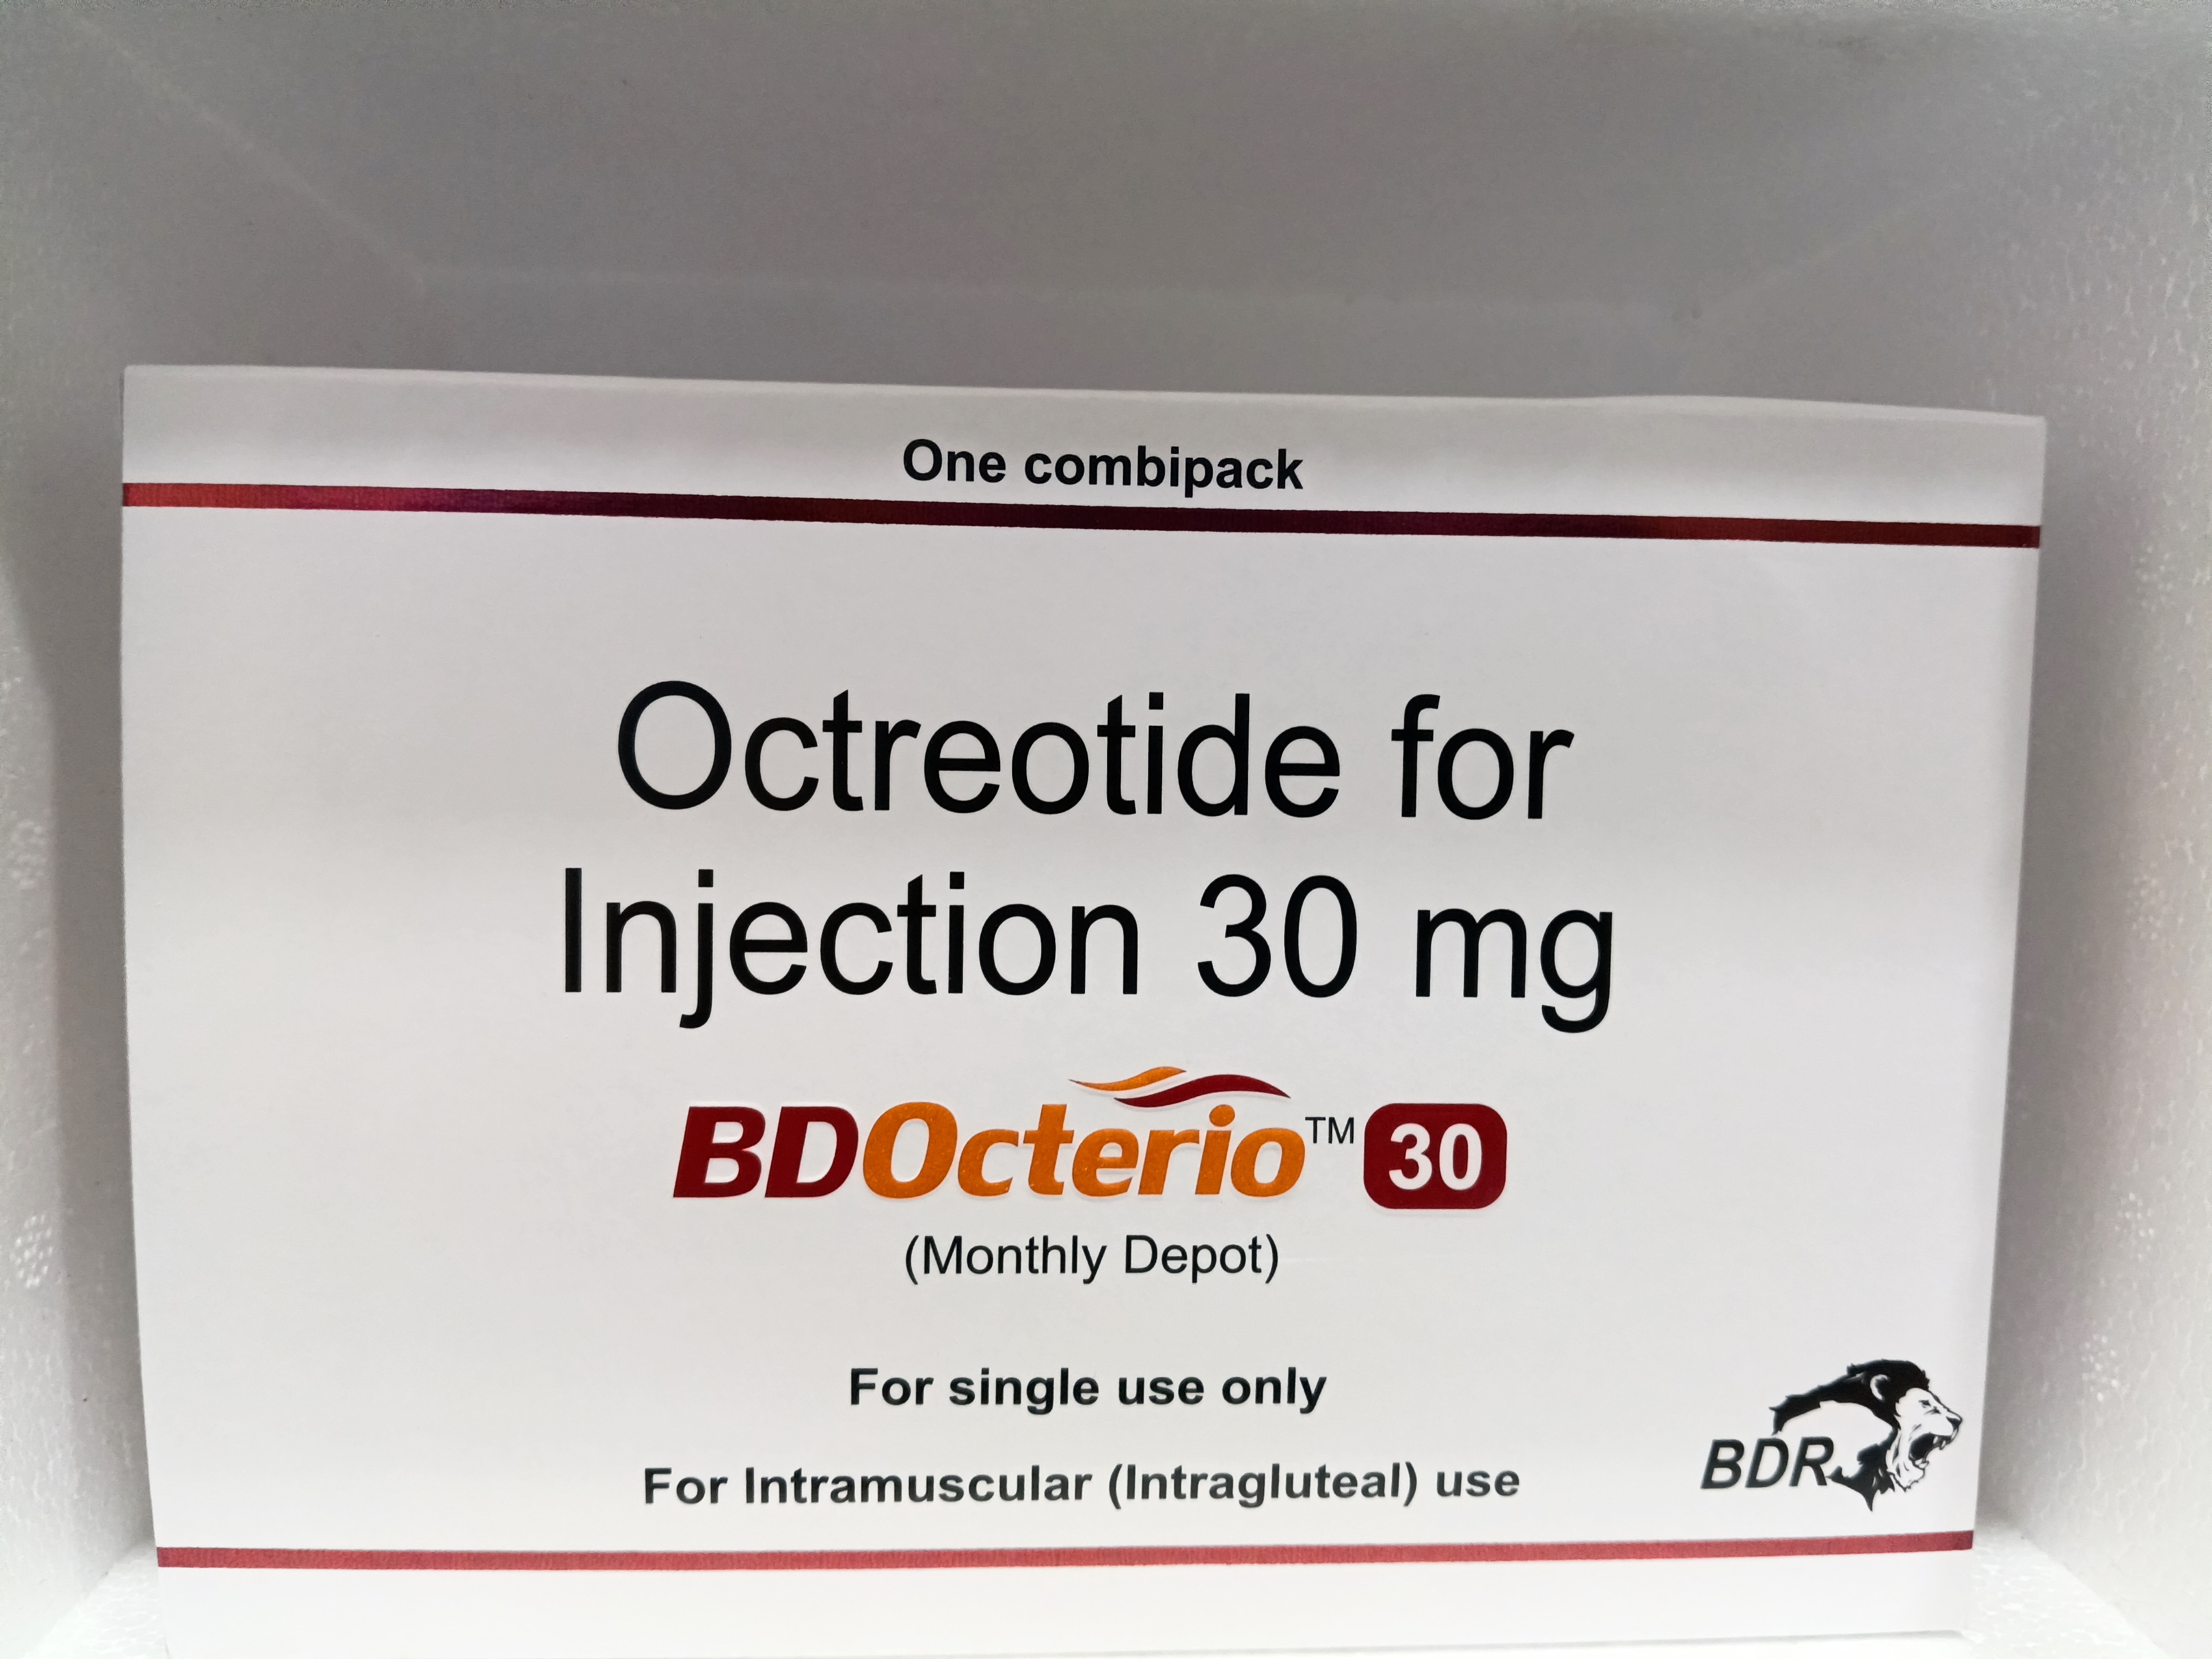 One combipack
Octreotide for
Injection 30 mg
BDOcterio™ 30
(Monthly Depot)
For single use only
For Intramuscular (Intragluteal) use
BDR